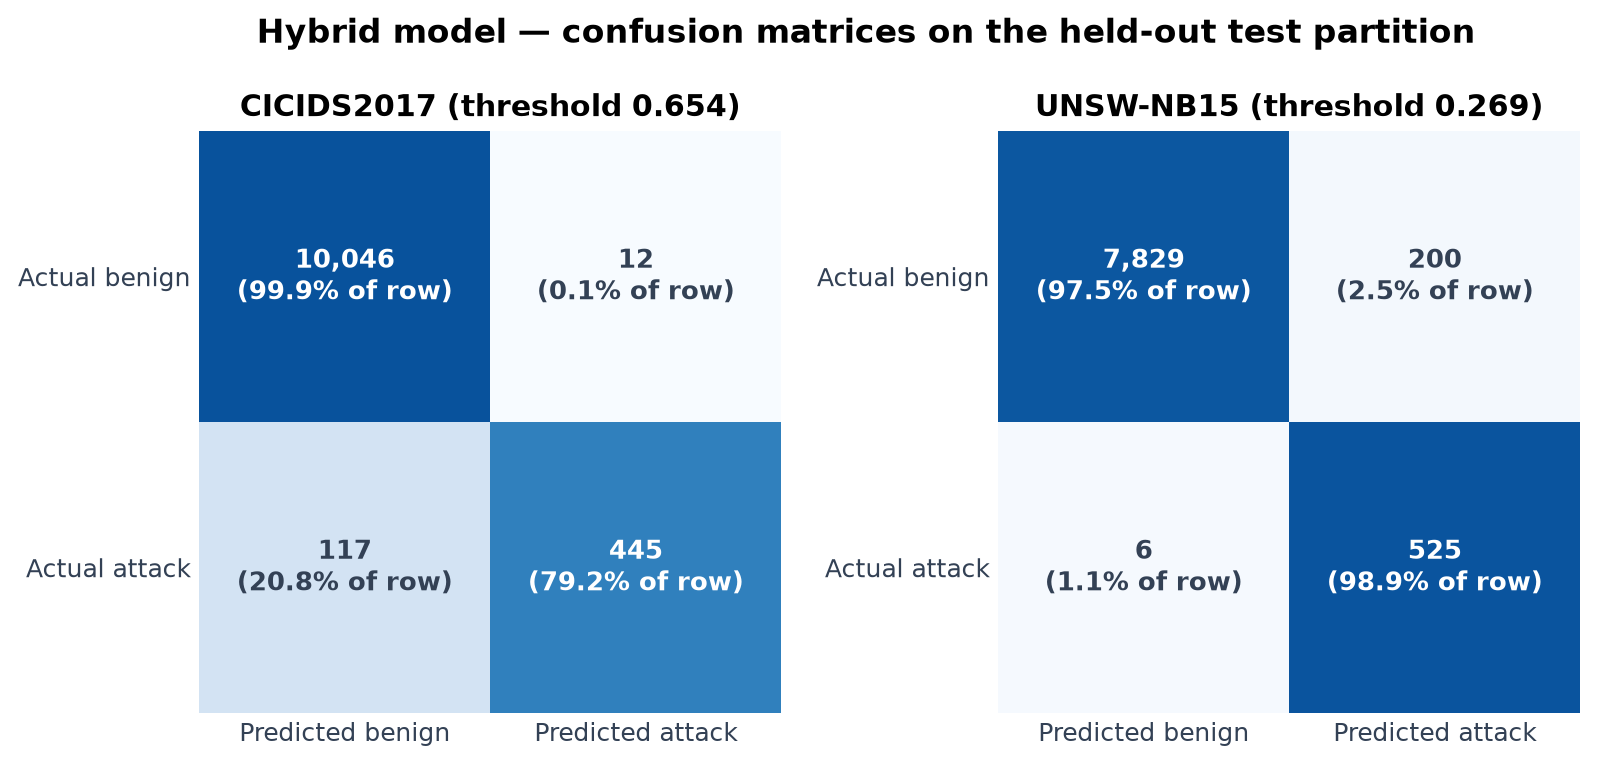 Hybrid model — confusion matrices on the held-out test partition
CICIDS2017 (threshold 0.654)
Actual benign
10,046
(99.9% of row)
12
(0.1% of row)
Actual attack
117
(20.8% of row)
445
(79.2% of row)
Predicted benign
Predicted attack
UNSW-NB15 (threshold 0.269)
Actual benign
7,829
(97.5% of row)
200
(2.5% of row)
Actual attack
6
(1.1% of row)
525
(98.9% of row)
Predicted benign
Predicted attack